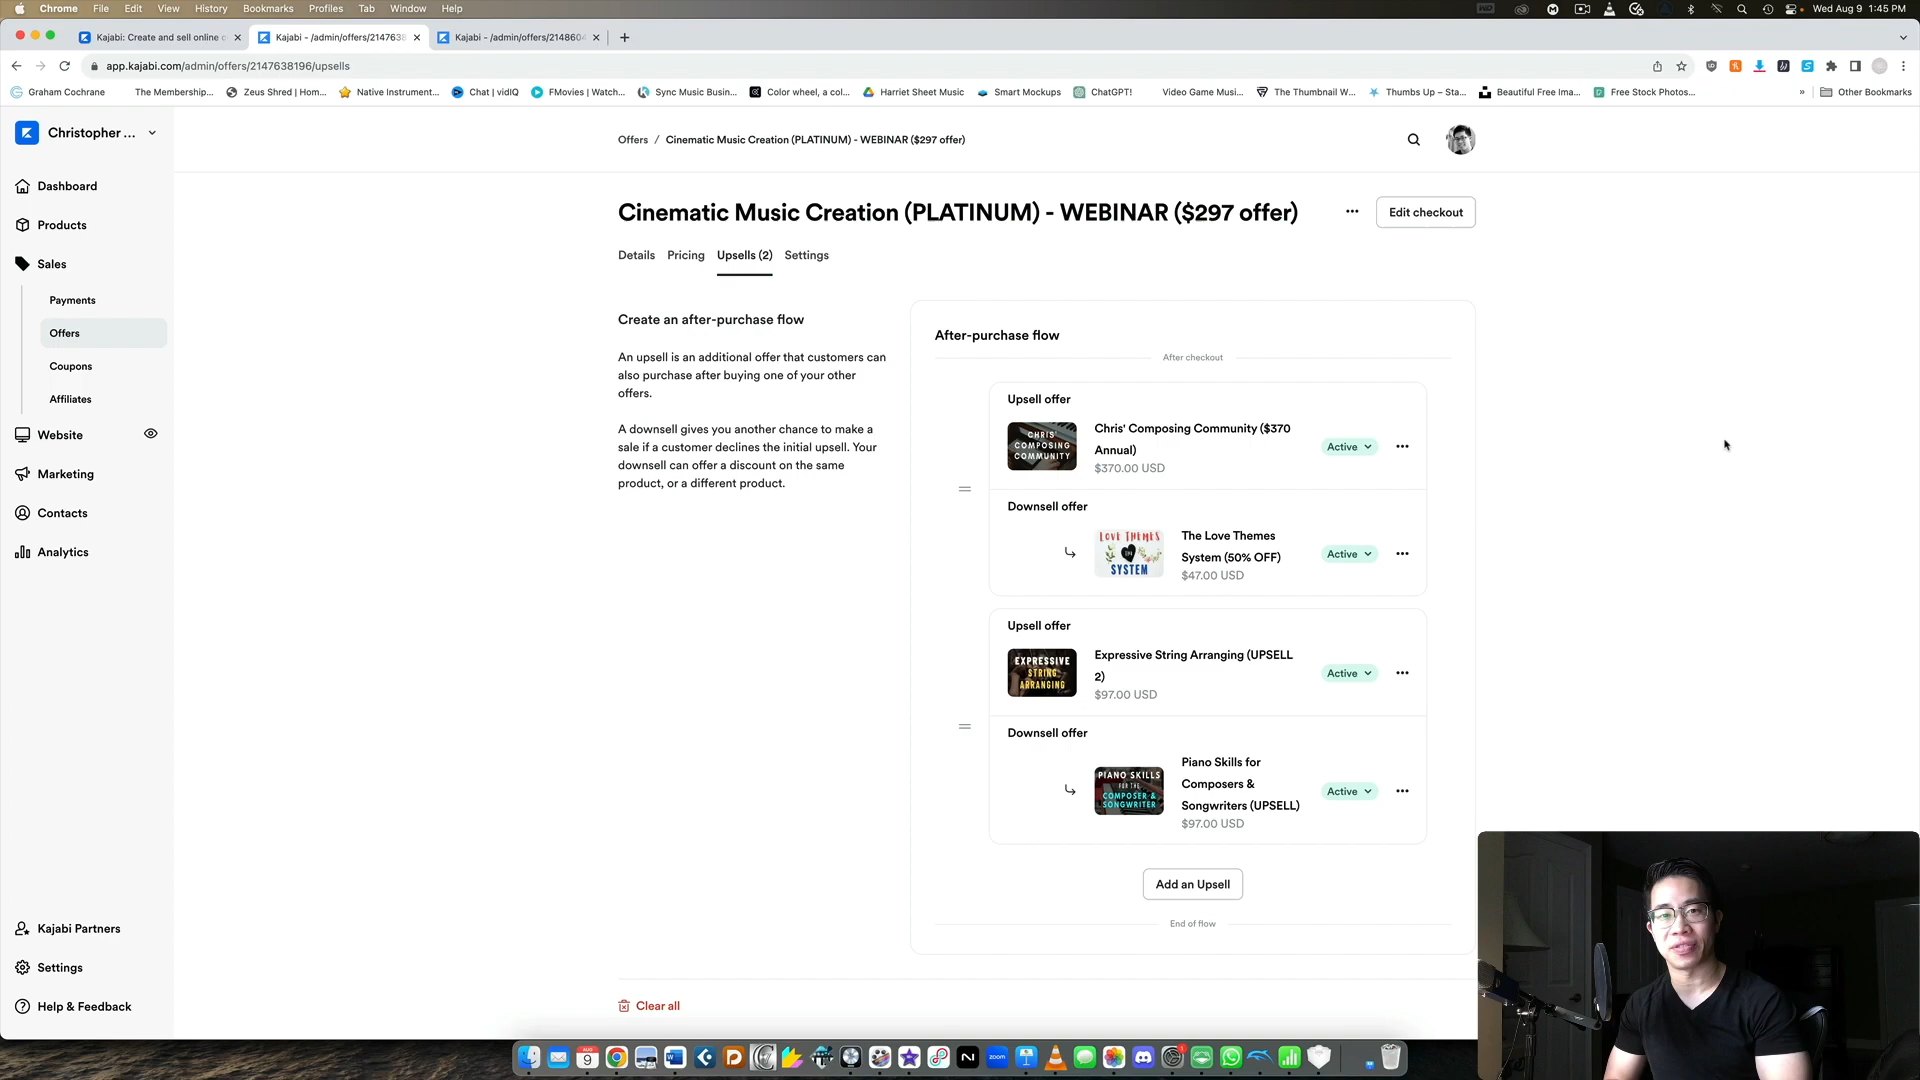 Chrome File Edit View History Bookmarks Profiles Tab Window Help
Wed Aug 9 1:45 PM
Kajabi: Create and sell online c
Kajabi - /admin/offers/2147638
Kajabi - /admin/offers/2148604
app.kajabi.com/admin/offers/2147638196/upsells
Graham Cochrane The Membership... Zeus Shred | Hom... Native Instrument... Chat | vidIQ FMovies | Watch... Sync Music Busin... Color wheel, a col... Harriet Sheet Music Smart Mockups ChatGPT! Video Game Musi... The Thumbnail W... Thumbs Up – Sta... Beautiful Free Ima... Free Stock Photos... » Other Bookmarks
Christopher ...
Offers / Cinematic Music Creation (PLATINUM) - WEBINAR ($297 offer)
Dashboard
Products
Sales
Payments
Offers
Coupons
Affiliates
Website
Marketing
Contacts
Analytics
Kajabi Partners
Settings
Help & Feedback
Cinematic Music Creation (PLATINUM) - WEBINAR ($297 offer)
Edit checkout
Details Pricing Upsells (2) Settings
Create an after-purchase flow
An upsell is an additional offer that customers can
also purchase after buying one of your other
offers.
A downsell gives you another chance to make a
sale if a customer declines the initial upsell. Your
downsell can offer a discount on the same
product, or a different product.
After-purchase flow
After checkout
Upsell offer
CHRIS'
COMPOSING
COMMUNITY
Chris' Composing Community ($370
Annual)
$370.00 USD
Active
Downsell offer
LOVE THEMES
THE
SYSTEM
The Love Themes
System (50% OFF)
$47.00 USD
Active
Upsell offer
EXPRESSIVE
STRING
ARRANGING
Expressive String Arranging (UPSELL
2)
$97.00 USD
Active
Downsell offer
PIANO SKILLS
FOR THE
COMPOSER &
SONGWRITER
Piano Skills for
Composers &
Songwriters (UPSELL)
$97.00 USD
Active
Add an Upsell
End of flow
Clear all
AUG
9
zoom